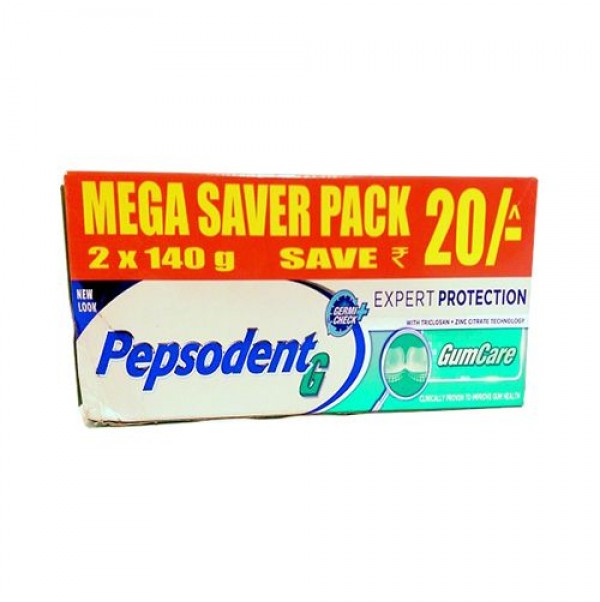 MEGA SAVER PACK 20/-^
2 x 140 g SAVE ₹
NEW
LOOK
GERMI
CHECK+
EXPERT PROTECTION
WITH TRICLOSAN + ZINC CITRATE TECHNOLOGY
Pepsodent G
GumCare
CLINICALLY PROVEN TO IMPROVE GUM HEALTH